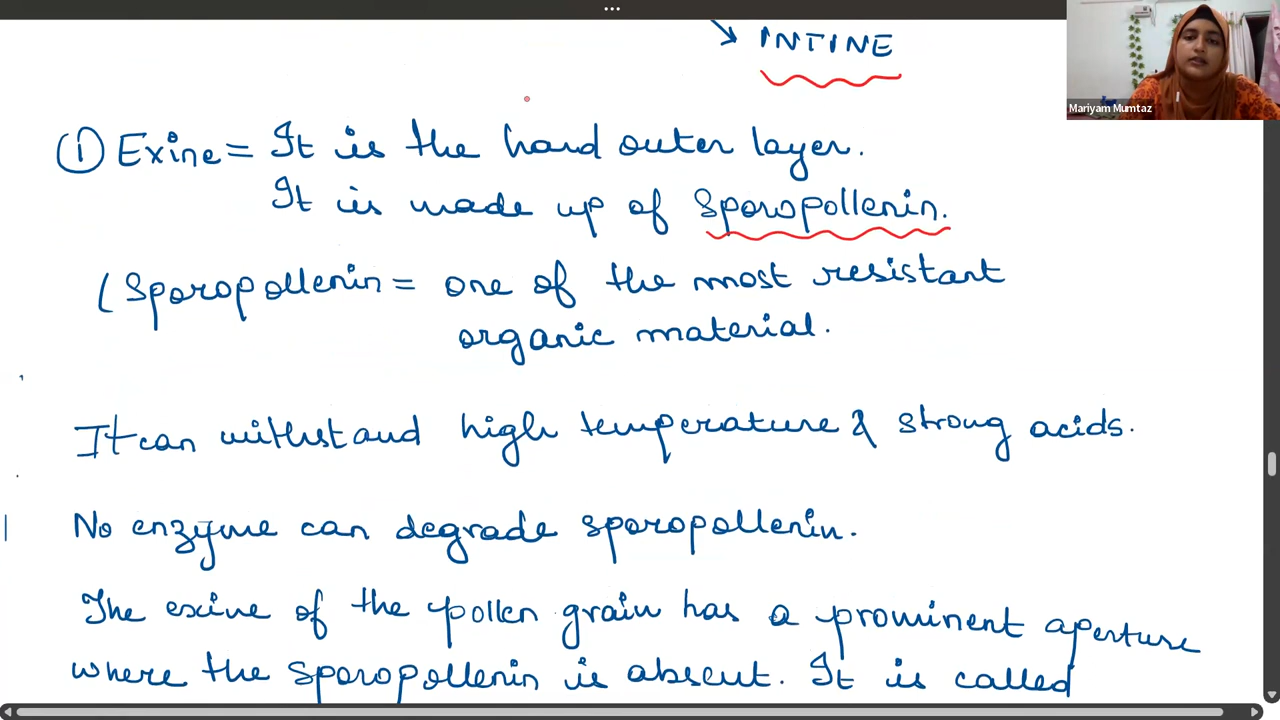 INTINE
Mariyam Mumtaz
① Exine = It is the hard outer layer.
It is made up of Sporopollenin.
(Sporopollenin = one of the most resistant
organic material.
It can withstand high temperature & strong acids.
No enzyme can degrade sporopollenin.
The exine of the pollen grain has a prominent aperture
where the sporopollenin is absent. It is called